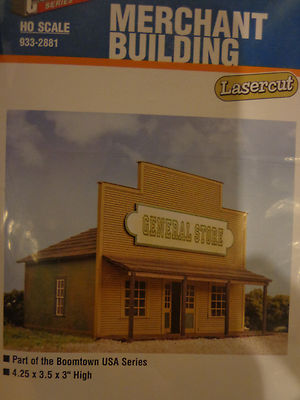 SERIES
HO SCALE
933-2881
MERCHANT
BUILDING
Lasercut
GENERAL STORE
Part of the Boomtown USA Series
4.25 x 3.5 x 3" High